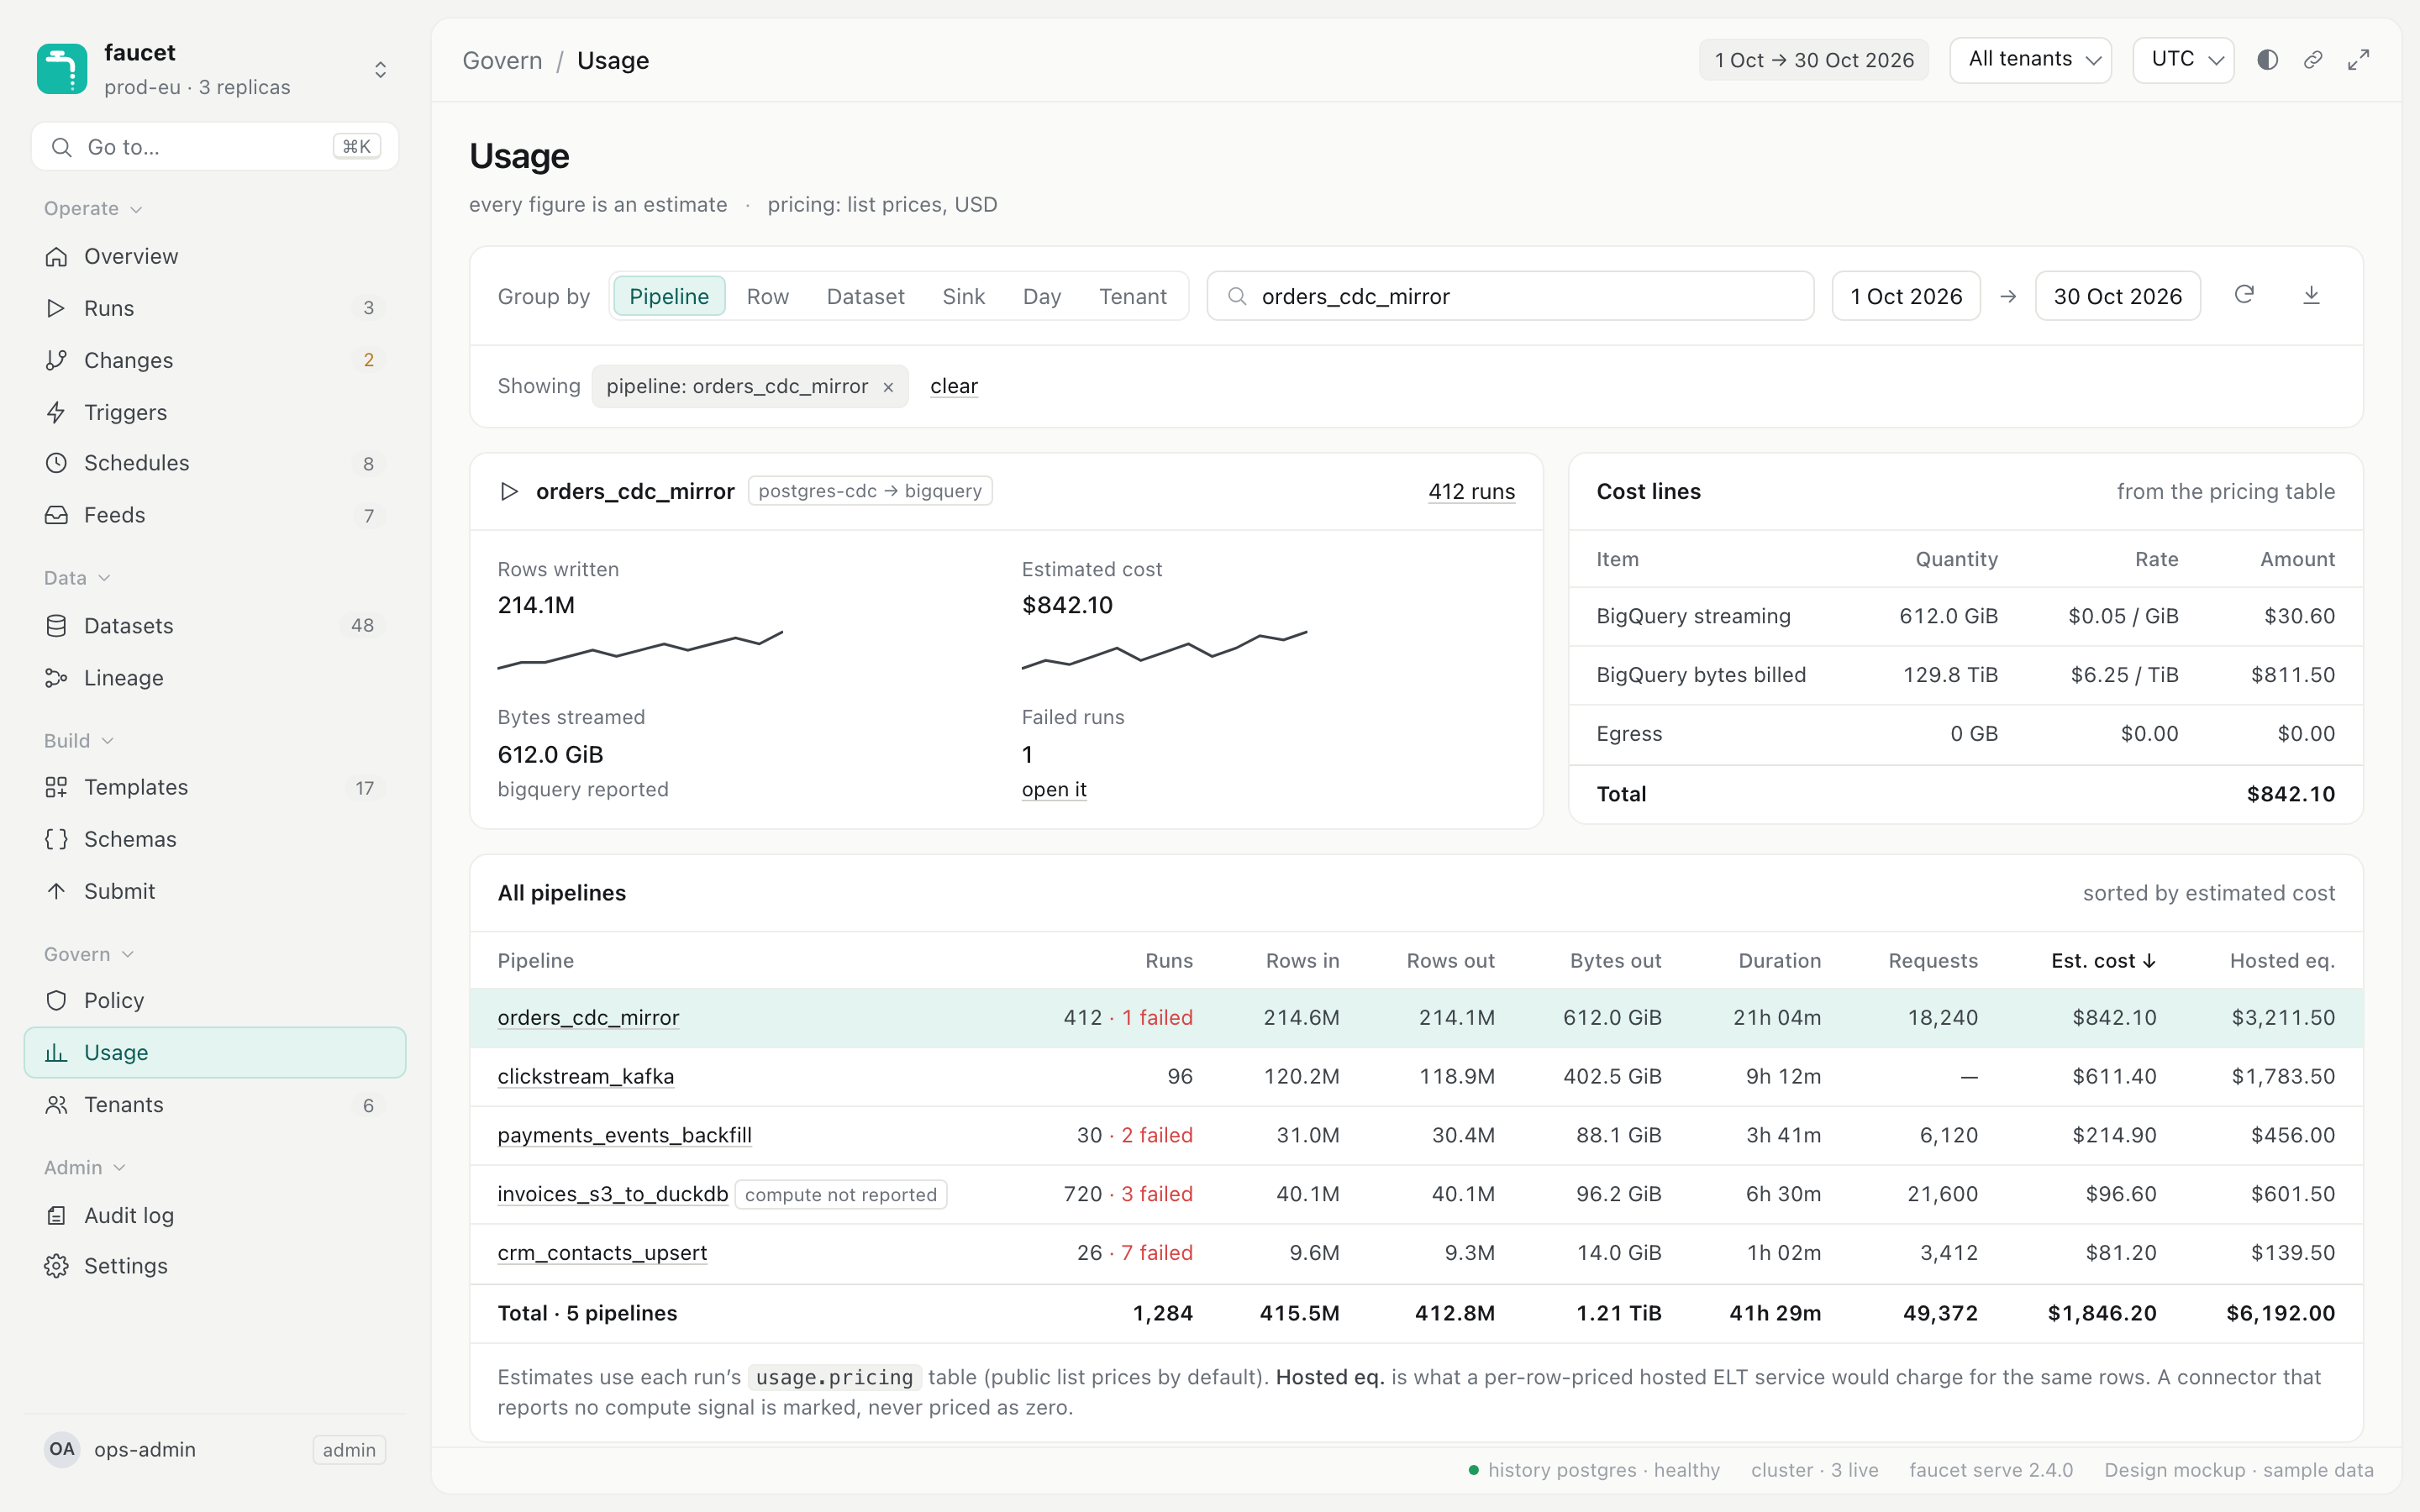 faucet
prod-eu · 3 replicas
Go to...
⌘K
Operate
Overview
Runs 3
Changes 2
Triggers
Schedules 8
Feeds 7
Data
Datasets 48
Lineage
Build
Templates 17
Schemas
Submit
Govern
Policy
Usage
Tenants 6
Admin
Audit log
Settings
OA ops-admin admin
Govern / Usage
1 Oct → 30 Oct 2026
All tenants
UTC
Usage
every figure is an estimate · pricing: list prices, USD
Group by Pipeline Row Dataset Sink Day Tenant
orders_cdc_mirror
1 Oct 2026 → 30 Oct 2026
Showing pipeline: orders_cdc_mirror × clear
orders_cdc_mirror postgres-cdc → bigquery 412 runs
Rows written
214.1M
Estimated cost
$842.10
Bytes streamed
612.0 GiB
bigquery reported
Failed runs
1
open it
Cost lines from the pricing table
Item Quantity Rate Amount
BigQuery streaming 612.0 GiB $0.05 / GiB $30.60
BigQuery bytes billed 129.8 TiB $6.25 / TiB $811.50
Egress 0 GB $0.00 $0.00
Total $842.10
All pipelines sorted by estimated cost
Pipeline Runs Rows in Rows out Bytes out Duration Requests Est. cost ↓ Hosted eq.
orders_cdc_mirror 412 · 1 failed 214.6M 214.1M 612.0 GiB 21h 04m 18,240 $842.10 $3,211.50
clickstream_kafka 96 120.2M 118.9M 402.5 GiB 9h 12m — $611.40 $1,783.50
payments_events_backfill 30 · 2 failed 31.0M 30.4M 88.1 GiB 3h 41m 6,120 $214.90 $456.00
invoices_s3_to_duckdb compute not reported 720 · 3 failed 40.1M 40.1M 96.2 GiB 6h 30m 21,600 $96.60 $601.50
crm_contacts_upsert 26 · 7 failed 9.6M 9.3M 14.0 GiB 1h 02m 3,412 $81.20 $139.50
Total · 5 pipelines 1,284 415.5M 412.8M 1.21 TiB 41h 29m 49,372 $1,846.20 $6,192.00
Estimates use each run's usage.pricing table (public list prices by default). Hosted eq. is what a per-row-priced hosted ELT service would charge for the same rows. A connector that
reports no compute signal is marked, never priced as zero.
history postgres · healthy cluster · 3 live faucet serve 2.4.0 Design mockup · sample data